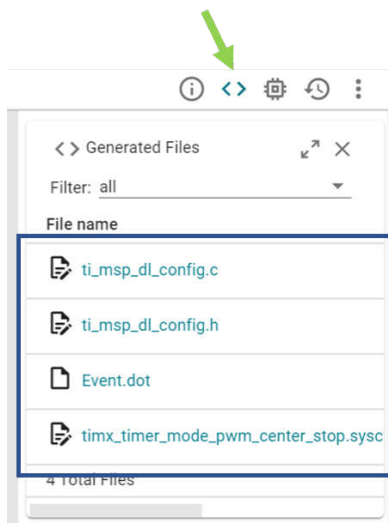 Generated Files
Filter: all
File name
ti_msp_dl_config.c
ti_msp_dl_config.h
Event.dot
timx_timer_mode_pwm_center_stop.sysc
4 Total Files